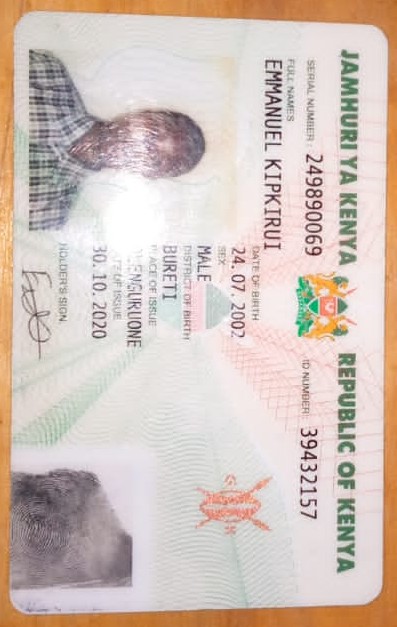 JAMHURI YA KENYA REPUBLIC OF KENYA
SERIAL NUMBER: 249890069 ID NUMBER: 39432157
FULL NAMES
EMMANUEL KIPKIRUI
DATE OF BIRTH
24. 07. 2002
SEX
MALE
DISTRICT OF BIRTH
BURETI
PLACE OF ISSUE
DATE OF ISSUE
30. 10. 2020
HOLDER'S SIGN.